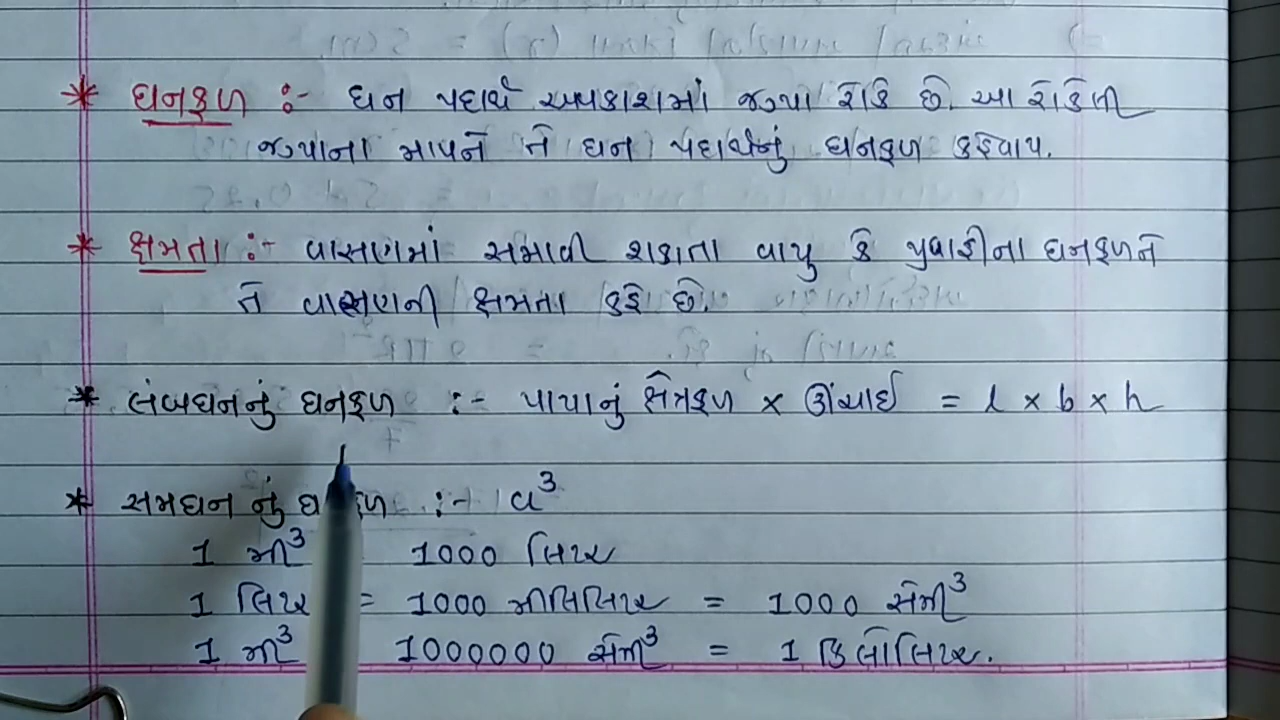 * ઘનફળ :- ઘન પદાર્થ અવકાશમાં જગ્યા રોકે છે. આ રોકેલી
જગ્યાના માપને તે ઘન પદાર્થનું ઘનફળ કહેવાય.
* ક્ષમતા :- વાસણમાં સમાવી શકાતા વાયુ કે પ્રવાહીના ઘનફળને
તે વાસણની ક્ષમતા કહે છે.
* લંબઘનનું ઘનફળ :- પાયાનું ક્ષેત્રફળ × ઊંચાઈ = l × b × h
* સમઘન નું ઘ ફળ :- a³
1 મી³ 1000 લિટર
1 લિટર = 1000 મીલિલિટર = 1000 સેમી³
1 મી³ 1000000 સેમી³ = 1 કિલોલિટર.